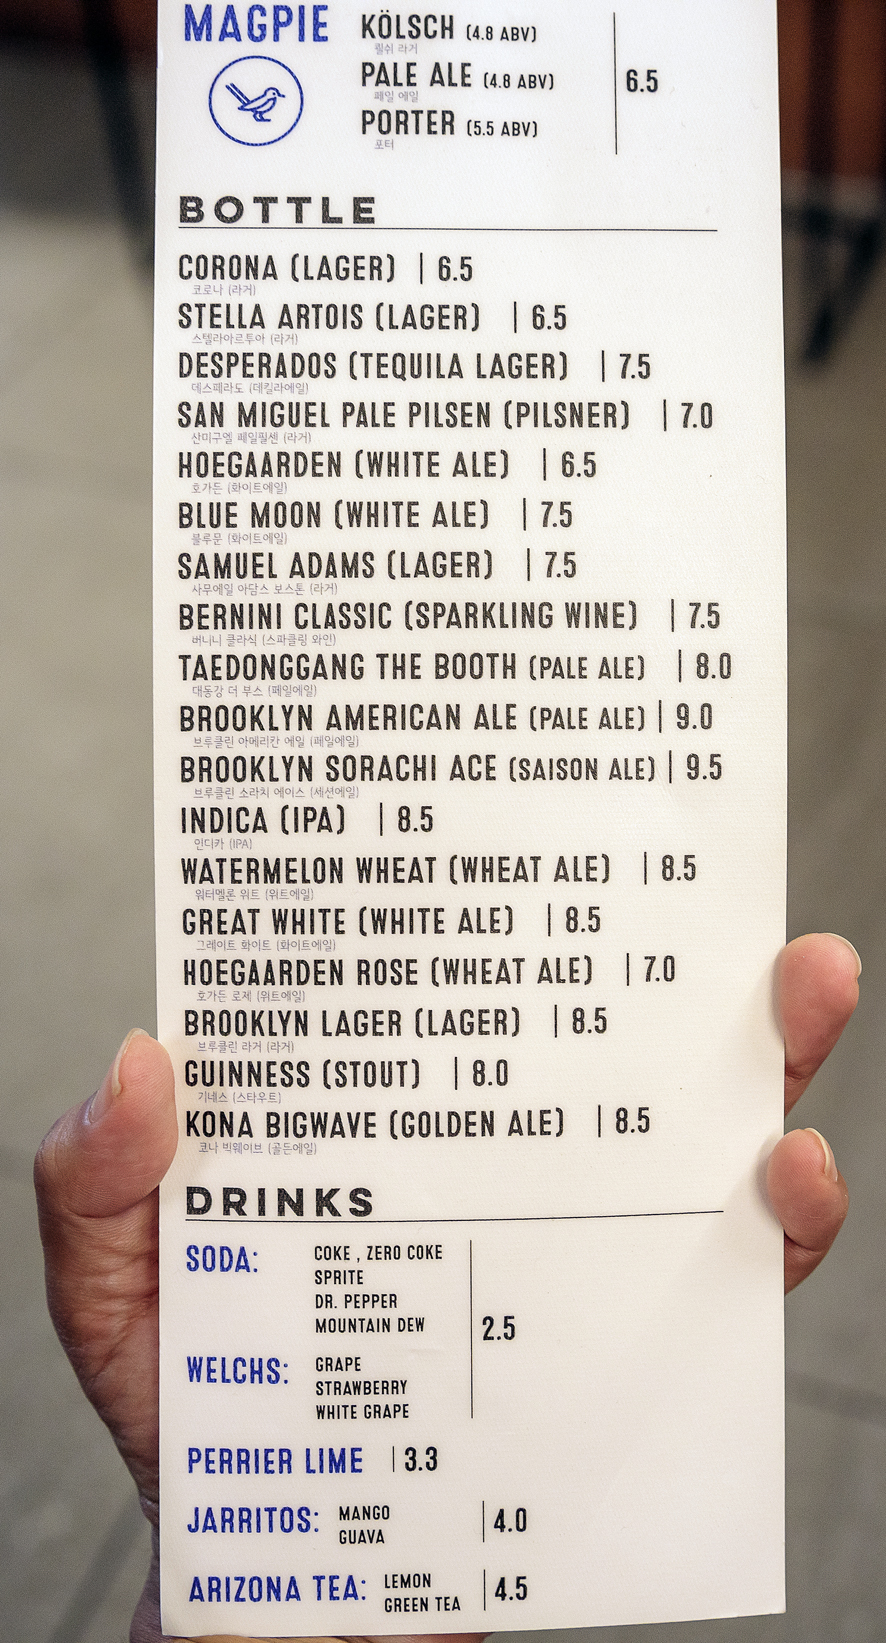 MAGPIE
KÖLSCH (4.8 ABV)
쾰쉬 라거
PALE ALE (4.8 ABV)
페일 에일
PORTER (5.5 ABV)
포터
6.5
BOTTLE
CORONA (LAGER) | 6.5
코로나 (라거)
STELLA ARTOIS (LAGER) | 6.5
스텔라아르투아 (라거)
DESPERADOS (TEQUILA LAGER) | 7.5
데스페라도 (데킬라에일)
SAN MIGUEL PALE PILSEN (PILSNER) | 7.0
산미구엘 페일필센 (라거)
HOEGAARDEN (WHITE ALE) | 6.5
호가든 (화이트에일)
BLUE MOON (WHITE ALE) | 7.5
블루문 (화이트에일)
SAMUEL ADAMS (LAGER) | 7.5
사무에일 아담스 보스톤 (라거)
BERNINI CLASSIC (SPARKLING WINE) | 7.5
버니니 클라식 (스파클링 와인)
TAEDONGGANG THE BOOTH (PALE ALE) | 8.0
대동강 더 부스 (페일에일)
BROOKLYN AMERICAN ALE (PALE ALE) | 9.0
브루클린 아메리칸 에일 (페일에일)
BROOKLYN SORACHI ACE (SAISON ALE) | 9.5
브루클린 소라치 에이스 (세션에일)
INDICA (IPA) | 8.5
인디카 (IPA)
WATERMELON WHEAT (WHEAT ALE) | 8.5
워터멜론 위트 (위트에일)
GREAT WHITE (WHITE ALE) | 8.5
그레이트 화이트 (화이트에일)
HOEGAARDEN ROSE (WHEAT ALE) | 7.0
호가든 로제 (위트에일)
BROOKLYN LAGER (LAGER) | 8.5
브루클린 라거 (라거)
GUINNESS (STOUT) | 8.0
기네스 (스타우트)
KONA BIGWAVE (GOLDEN ALE) | 8.5
코나 빅웨이브 (골든에일)
DRINKS
SODA: COKE , ZERO COKE
SPRITE
DR. PEPPER
MOUNTAIN DEW
2.5
WELCHS: GRAPE
STRAWBERRY
WHITE GRAPE
PERRIER LIME | 3.3
JARRITOS: MANGO
GUAVA
4.0
ARIZONA TEA: LEMON
GREEN TEA
4.5